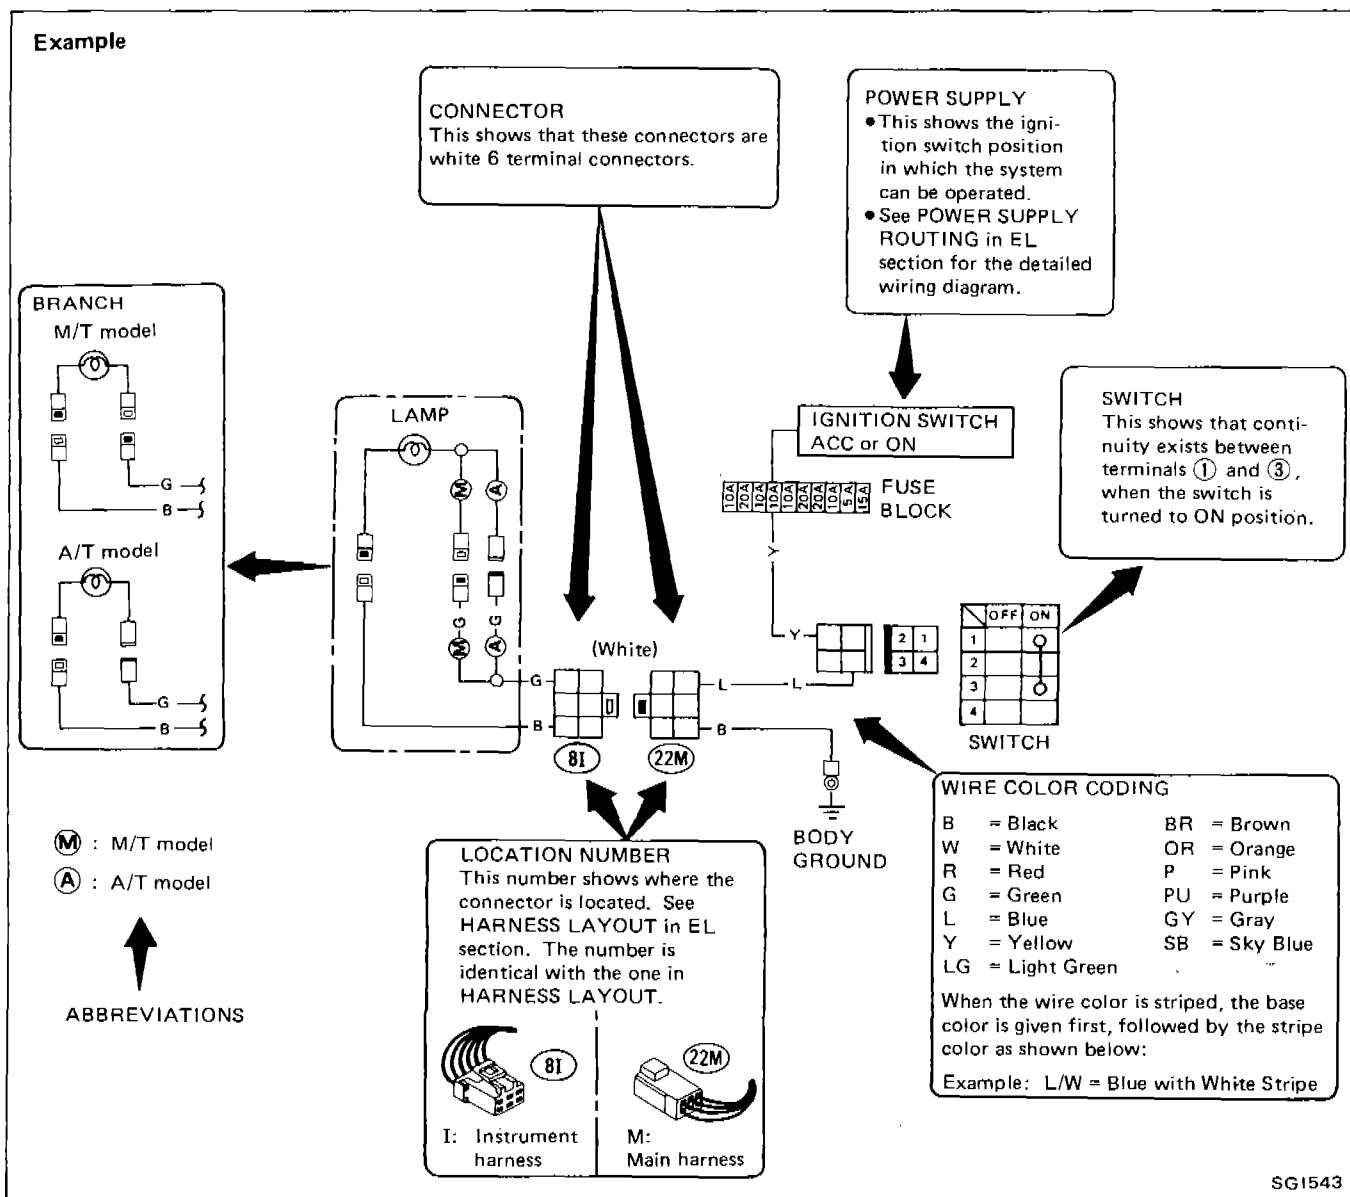 Example
CONNECTOR
This shows that these connectors are
white 6 terminal connectors.
POWER SUPPLY
●This shows the igni-
tion switch position
in which the system
can be operated.
●See POWER SUPPLY
ROUTING in EL
section for the detailed
wiring diagram.
BRANCH
M/T model
G
B
A/T model
G
B
LAMP
M A
G G
M A
G
B
(White)
8I
22M
IGNITION SWITCH
ACC or ON
10A 20A 10A 10A 10A 20A 20A 10A 5A 15A
FUSE
BLOCK
Y
Y
L L
B
2 1
3 4
BODY
GROUND
SWITCH
This shows that conti-
nuity exists between
terminals ① and ③,
when the switch is
turned to ON position.
OFF ON
1
2
3
4
SWITCH
M : M/T model
A : A/T model
ABBREVIATIONS
LOCATION NUMBER
This number shows where the
connector is located. See
HARNESS LAYOUT in EL
section. The number is
identical with the one in
HARNESS LAYOUT.
8I
22M
I: Instrument
harness
M:
Main harness
WIRE COLOR CODING
B = Black BR = Brown
W = White OR = Orange
R = Red P = Pink
G = Green PU = Purple
L = Blue GY = Gray
Y = Yellow SB = Sky Blue
LG = Light Green
When the wire color is striped, the base
color is given first, followed by the stripe
color as shown below:
Example: L/W = Blue with White Stripe
SGI543